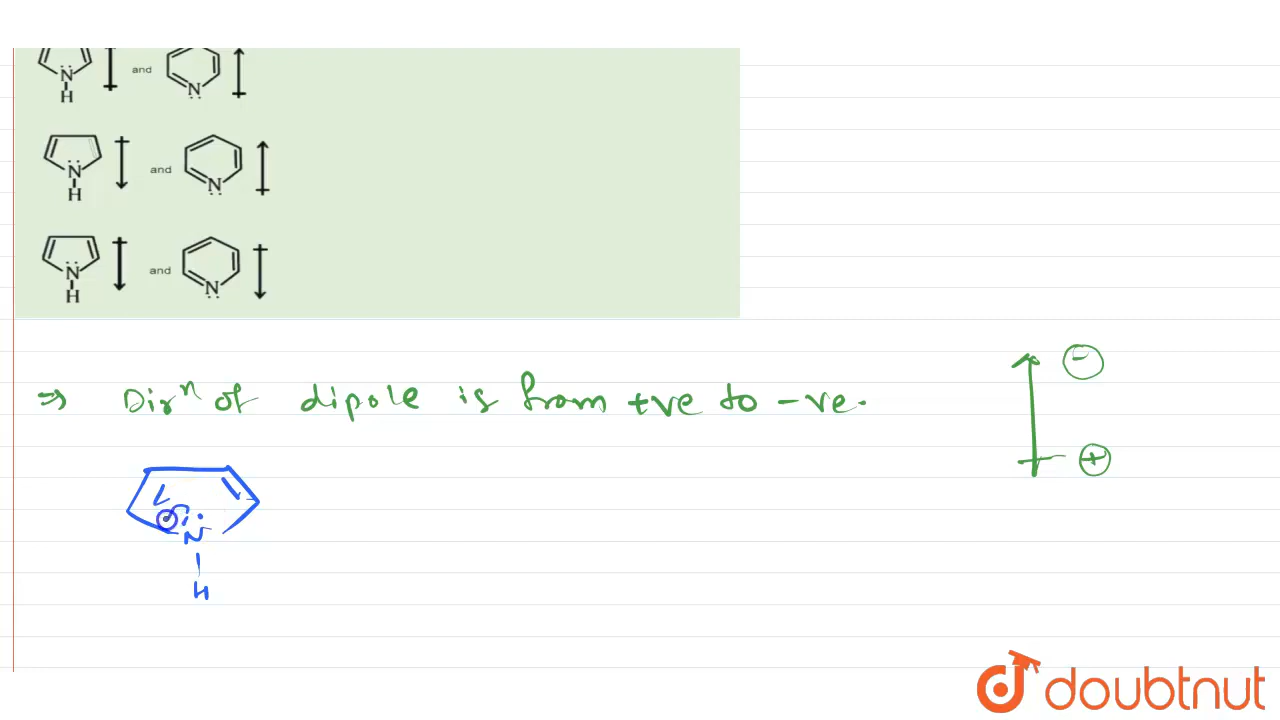 N and N
H
N and N
H
N and N
H
⇒ Dirⁿ of dipole is from +ve to -ve.
-
+
N
H
doubtnut